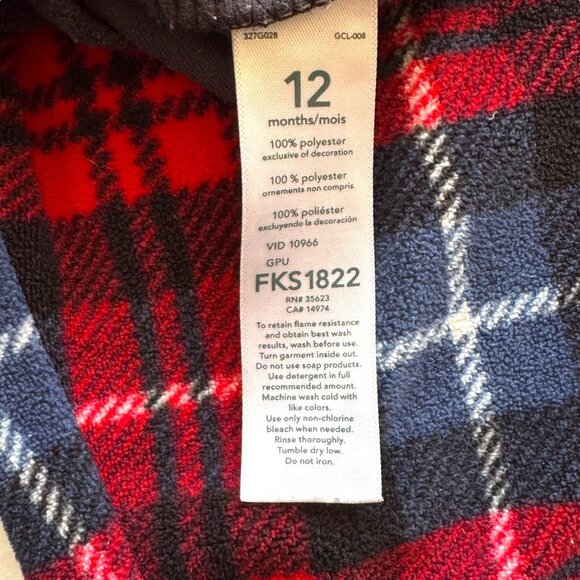 327G028 GCL-008
12
months/mois
100% polyester
exclusive of decoration
100 % polyester
ornements non compris
100% poliéster
excluyendo la decoración
VID 10966
GPU
FKS1822
RN# 35623
CA# 14974
To retain flame resistance
and obtain best wash
results, wash before use.
Turn garment inside out.
Do not use soap products.
Use detergent in full
recommended amount.
Machine wash cold with
like colors.
Use only non-chlorine
bleach when needed.
Rinse thoroughly.
Tumble dry low.
Do not iron.